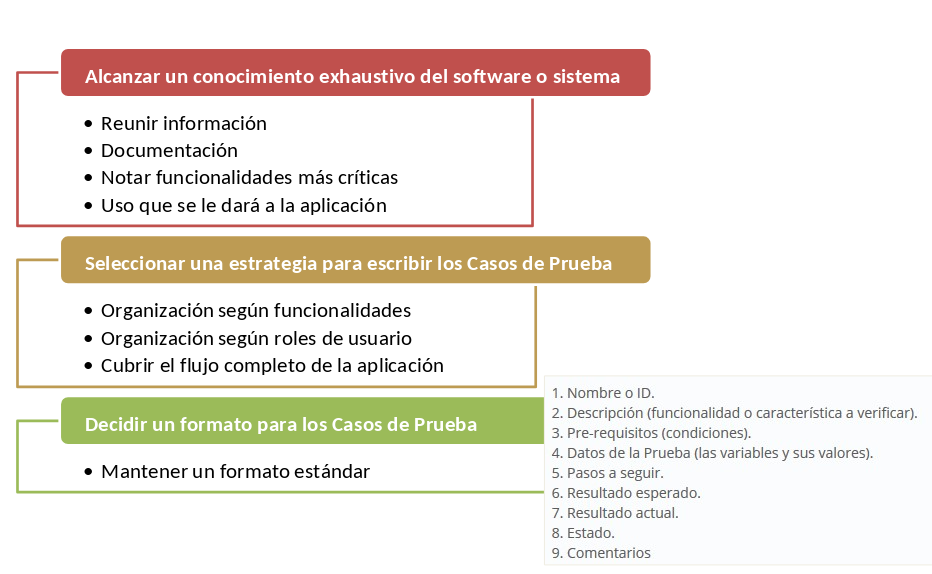 Alcanzar un conocimiento exhaustivo del software o sistema
• Reunir información
• Documentación
• Notar funcionalidades más críticas
• Uso que se le dará a la aplicación
Seleccionar una estrategia para escribir los Casos de Prueba
• Organización según funcionalidades
• Organización según roles de usuario
• Cubrir el flujo completo de la aplicación
Decidir un formato para los Casos de Prueba
• Mantener un formato estándar
1. Nombre o ID.
2. Descripción (funcionalidad o característica a verificar).
3. Pre-requisitos (condiciones).
4. Datos de la Prueba (las variables y sus valores).
5. Pasos a seguir.
6. Resultado esperado.
7. Resultado actual.
8. Estado.
9. Comentarios